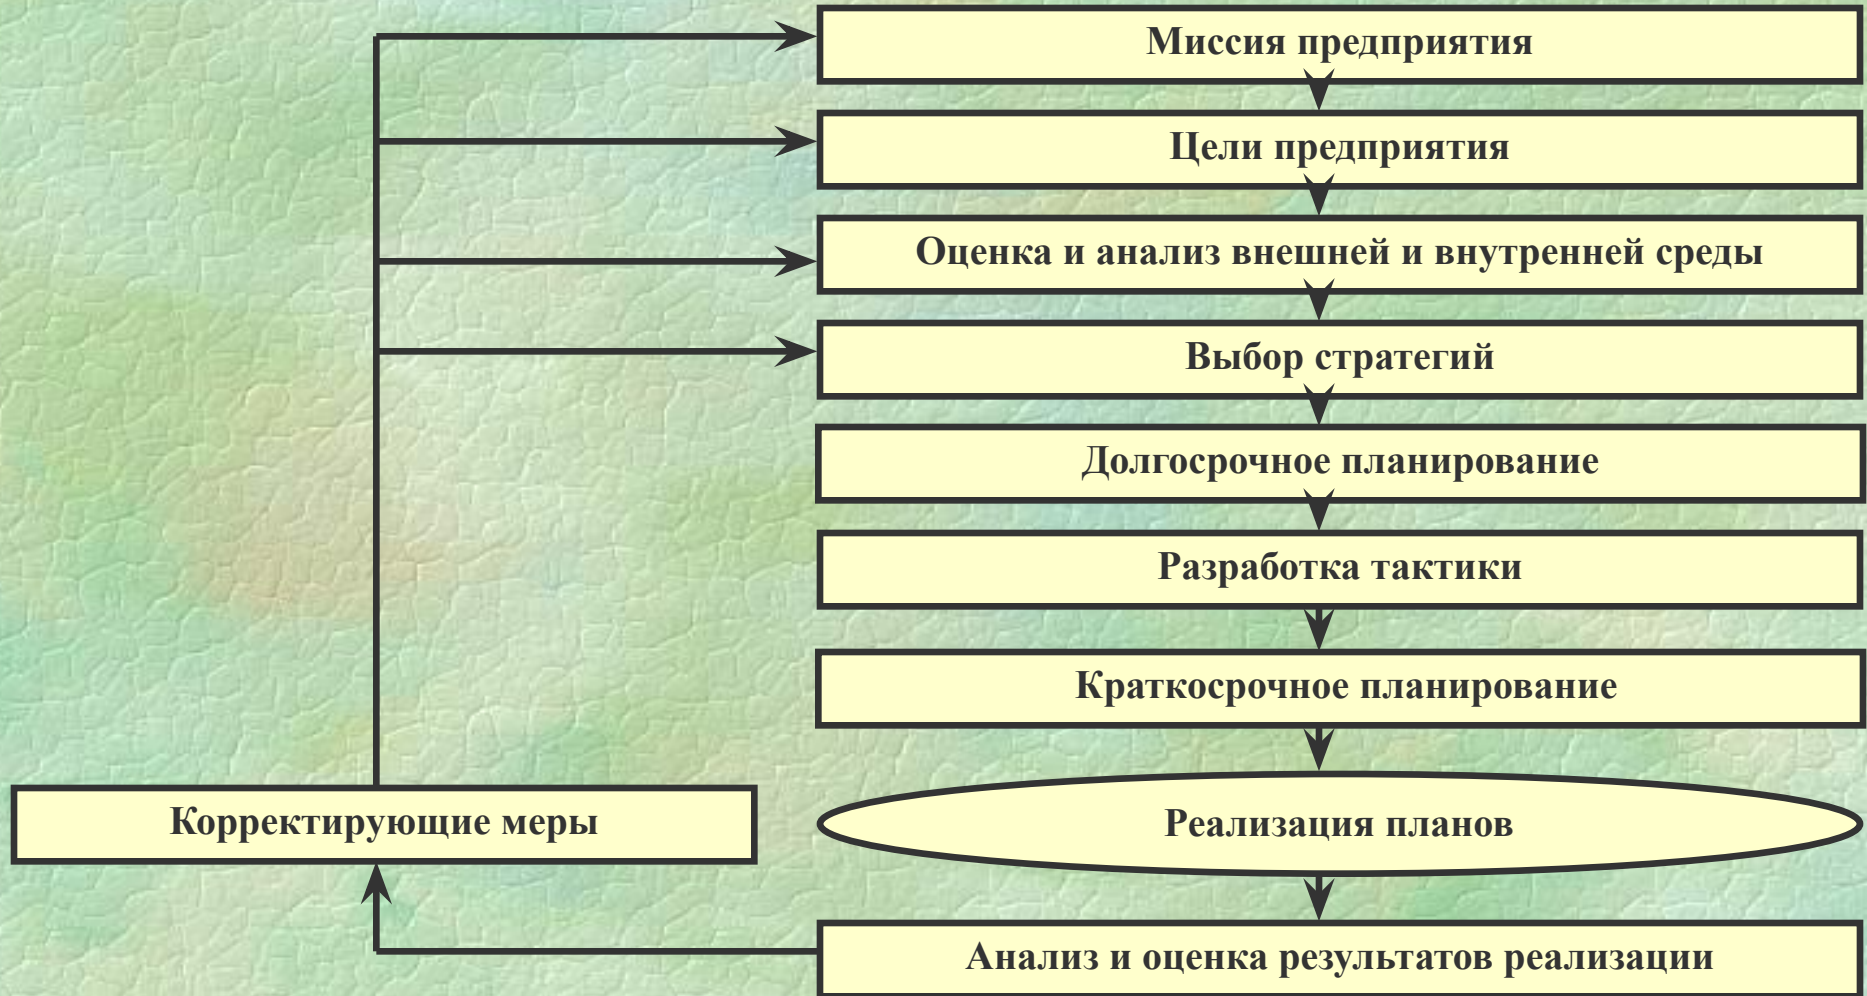 Миссия предприятия
Цели предприятия
Оценка и анализ внешней и внутренней среды
Выбор стратегий
Долгосрочное планирование
Разработка тактики
Краткосрочное планирование
Корректирующие меры
Реализация планов
Анализ и оценка результатов реализации